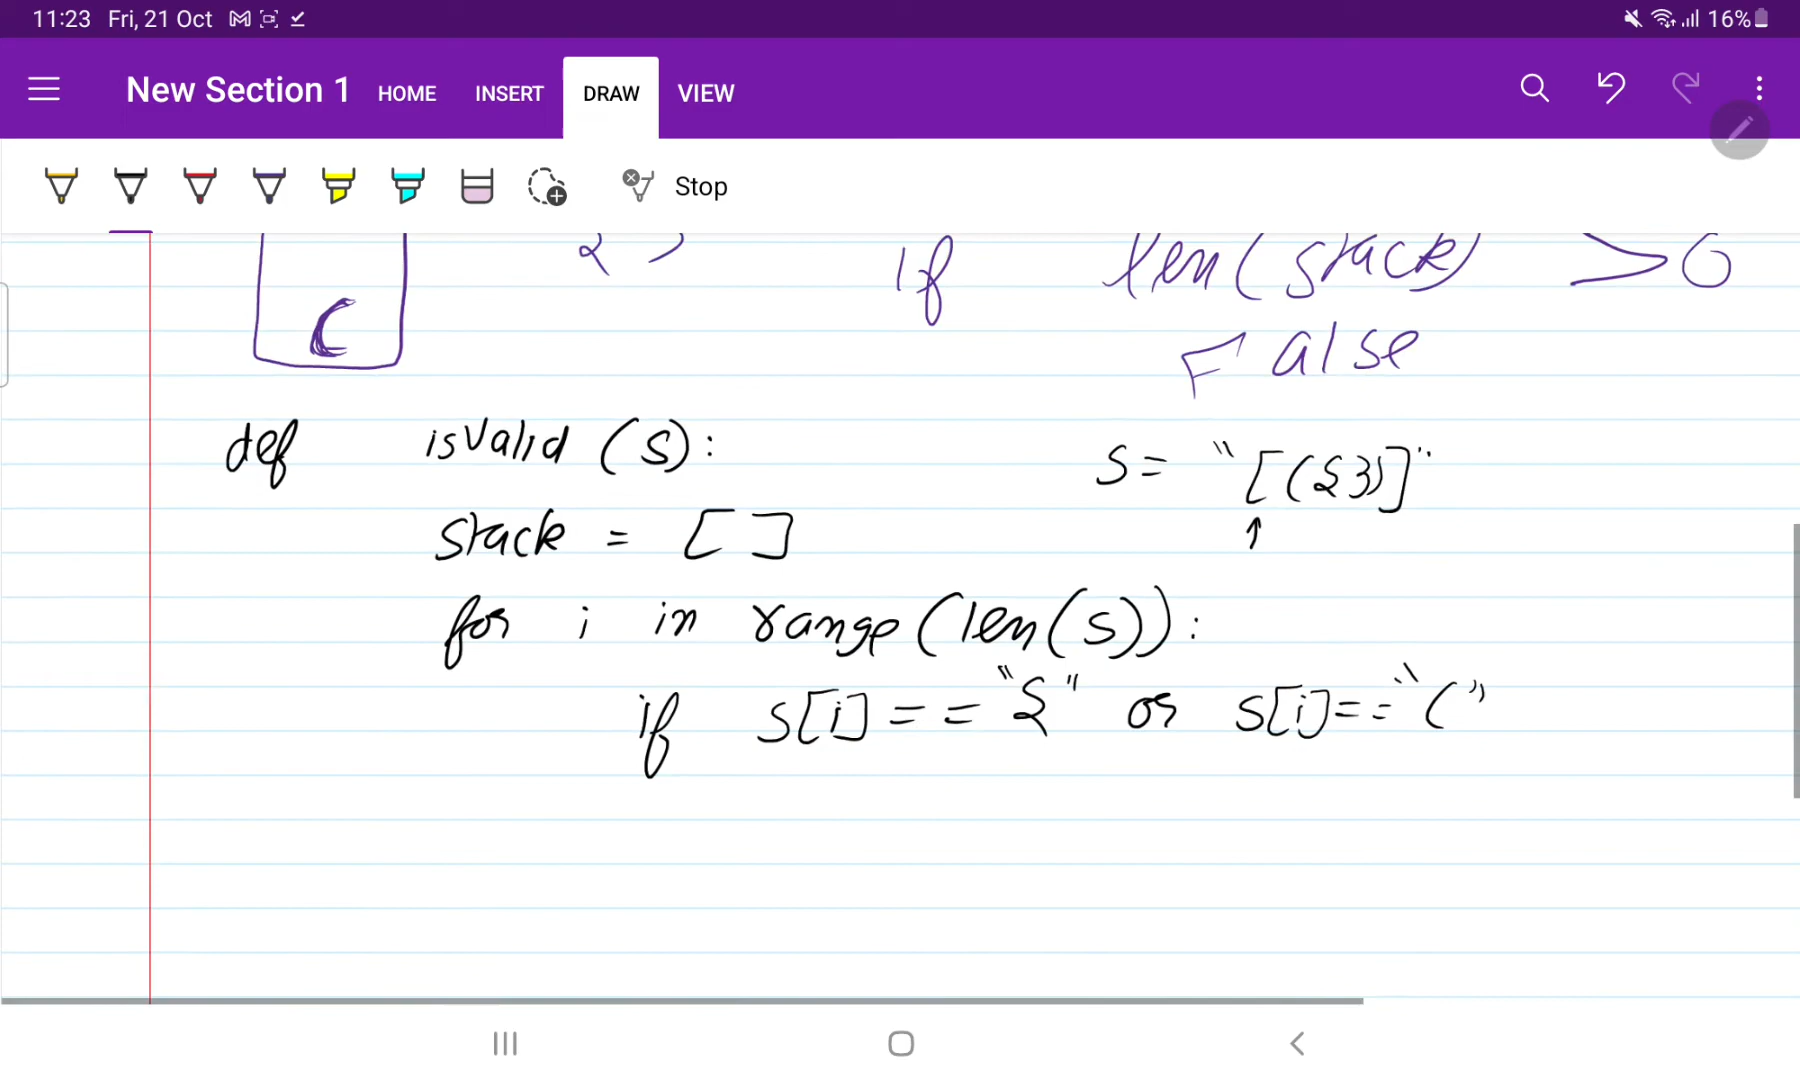 11:23 Fri, 21 Oct 16%
New Section 1 HOME INSERT DRAW VIEW
Stop
if len(stack) > 0
False
(
def isValid (s):
s = "[({})]"
stack = []
for i in range(len(s)):
if s[i] == "{" or s[i] == "("